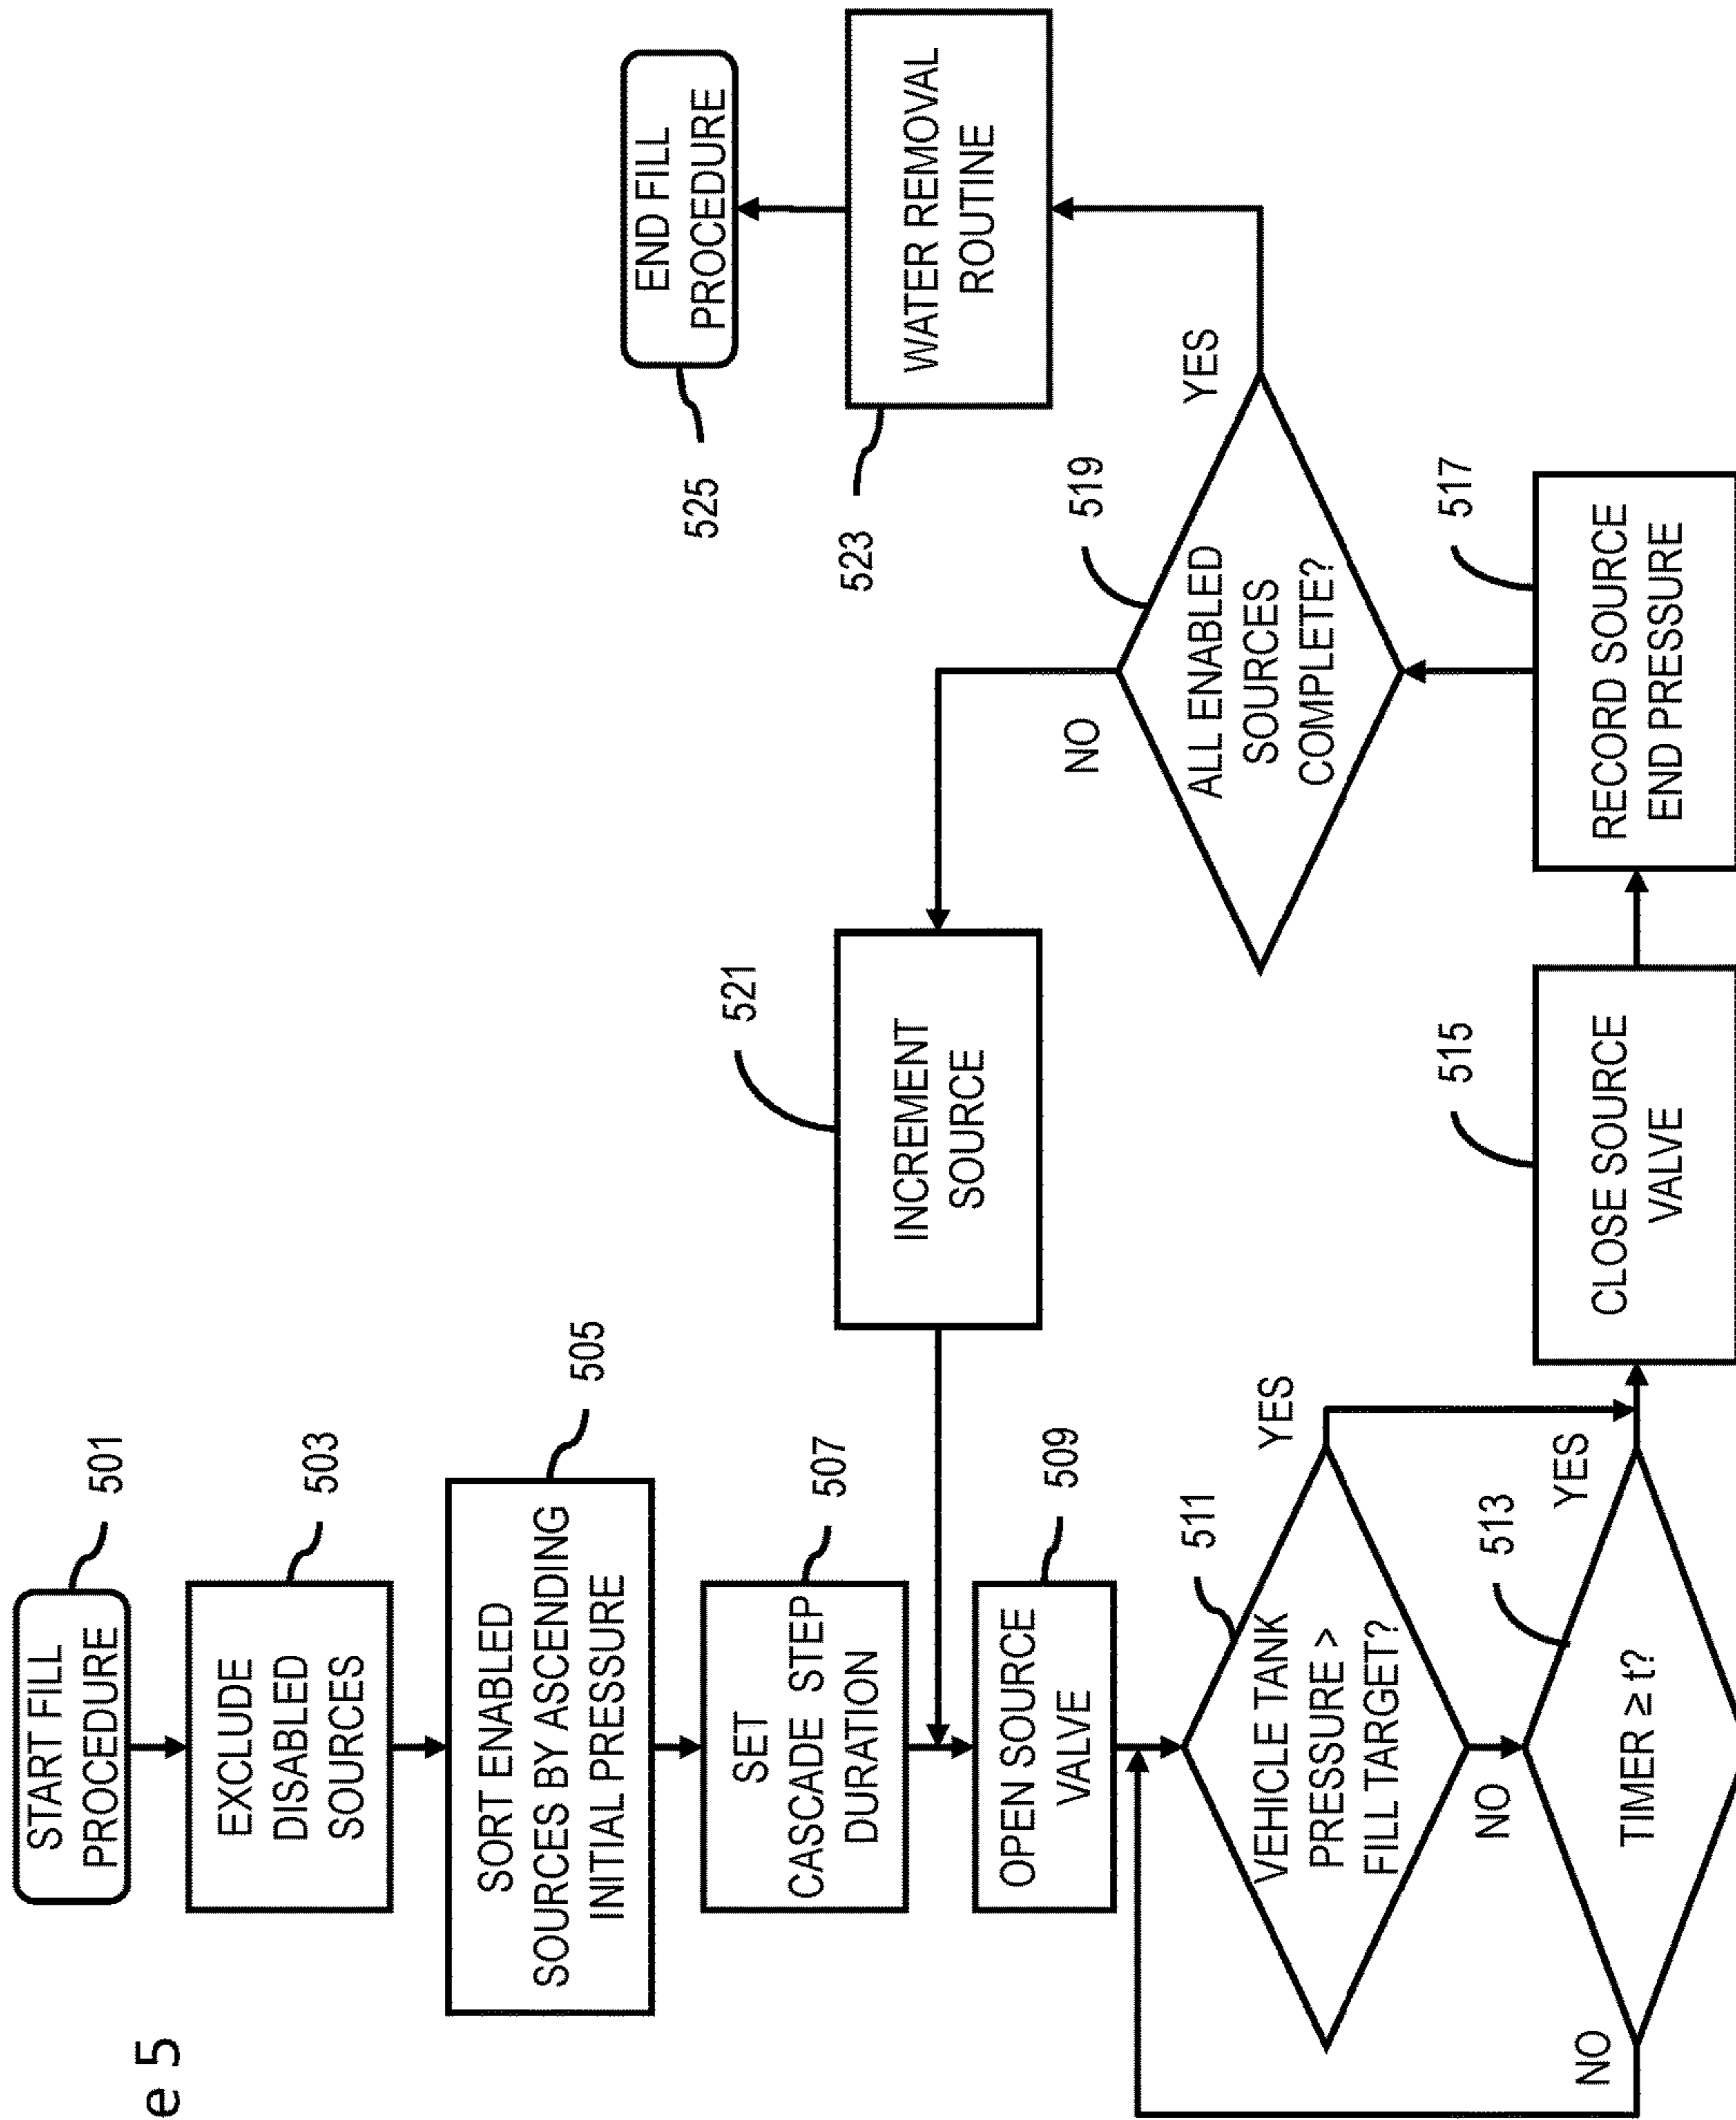 e 5
START FILL
PROCEDURE
501
EXCLUDE
DISABLED
SOURCES
503
SORT ENABLED
SOURCES BY ASCENDING
INITIAL PRESSURE
505
SET
CASCADE STEP
DURATION
507
OPEN SOURCE
VALVE
509
VEHICLE TANK
PRESSURE >
FILL TARGET?
511
YES
NO
TIMER ≥ t?
513
YES
NO
CLOSE SOURCE
VALVE
515
RECORD SOURCE
END PRESSURE
517
ALL ENABLED
SOURCES
COMPLETE?
519
NO
YES
INCREMENT
SOURCE
521
WATER REMOVAL
ROUTINE
523
END FILL
PROCEDURE
525